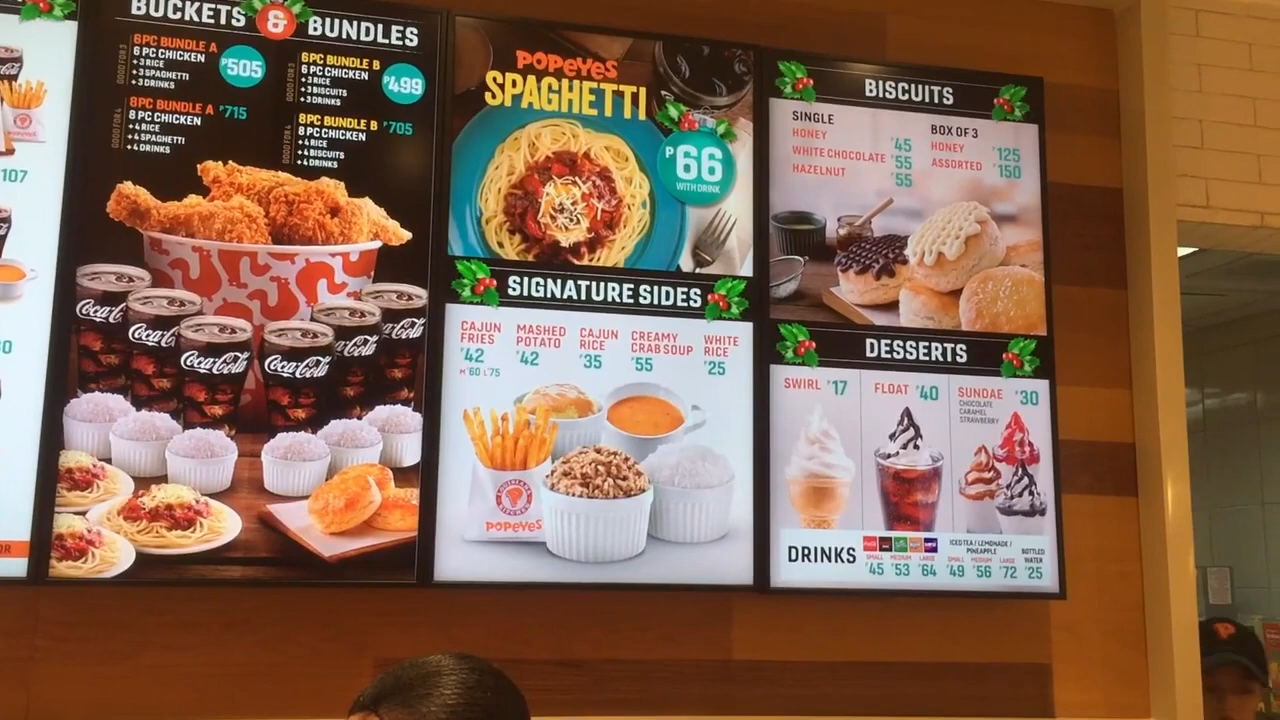 107
BUCKETS & BUNDLES
GOOD FOR 3
6PC BUNDLE A
6 PC CHICKEN
+ 3 RICE
+ 3 SPAGHETTI
+ 3 DRINKS
₱505
GOOD FOR 4
8PC BUNDLE A ₱715
8 PC CHICKEN
+ 4 RICE
+ 4 SPAGHETTI
+ 4 DRINKS
GOOD FOR 3
6PC BUNDLE B
6 PC CHICKEN
+ 3 RICE
+ 3 BISCUITS
+ 3 DRINKS
₱499
GOOD FOR 4
8PC BUNDLE B ₱705
8 PC CHICKEN
+ 4 RICE
+ 4 BISCUITS
+ 4 DRINKS
Coca-Cola
Coca-Cola
Coca-Cola
Coca-Cola
POPEYES
SPAGHETTI
₱66
WITH DRINK
SIGNATURE SIDES
CAJUN
FRIES
₱42
M ₱60 L ₱75
MASHED
POTATO
₱42
CAJUN
RICE
₱35
CREAMY
CRAB SOUP
₱55
WHITE
RICE
₱25
LOUISIANA
KITCHEN
POPEYES
BISCUITS
SINGLE
HONEY ₱45
WHITE CHOCOLATE ₱55
HAZELNUT ₱55
BOX OF 3
HONEY ₱125
ASSORTED ₱150
DESSERTS
SWIRL ₱17
FLOAT ₱40
SUNDAE ₱30
CHOCOLATE
CARAMEL
STRAWBERRY
DRINKS
SMALL MEDIUM LARGE
₱45 ₱53 ₱64
ICED TEA / LEMONADE /
PINEAPPLE
SMALL MEDIUM LARGE
₱49 ₱56 ₱72
BOTTLED
WATER
₱25
P